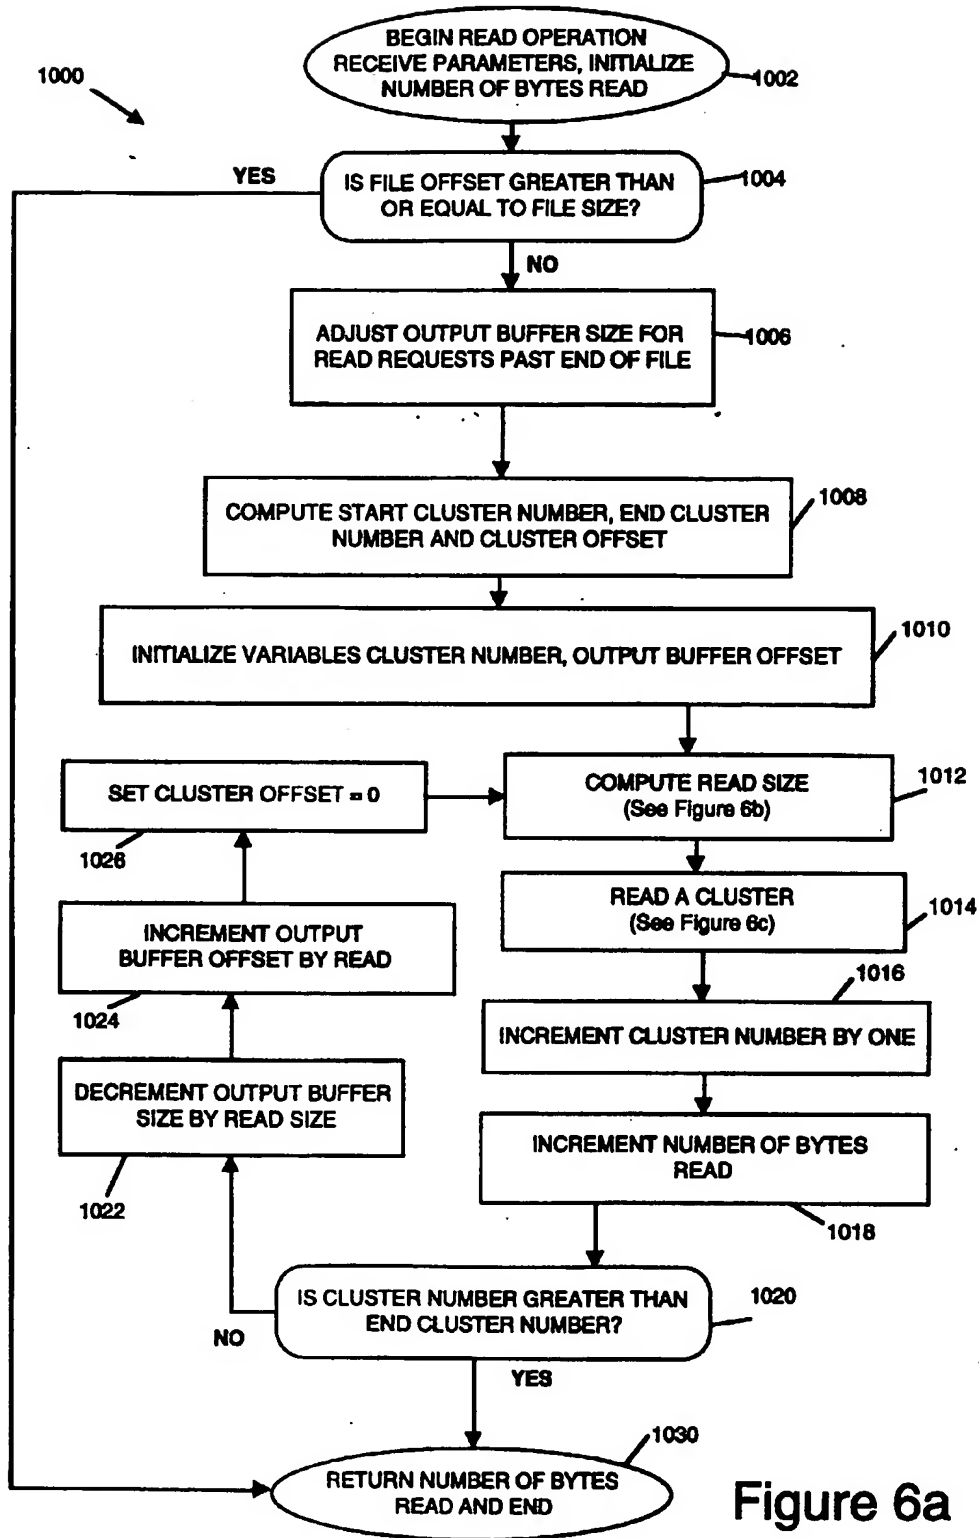 BEGIN READ OPERATION
RECEIVE PARAMETERS, INITIALIZE
NUMBER OF BYTES READ
1002
1000
YES
IS FILE OFFSET GREATER THAN
OR EQUAL TO FILE SIZE?
1004
NO
ADJUST OUTPUT BUFFER SIZE FOR
READ REQUESTS PAST END OF FILE
1006
COMPUTE START CLUSTER NUMBER, END CLUSTER
NUMBER AND CLUSTER OFFSET
1008
INITIALIZE VARIABLES CLUSTER NUMBER, OUTPUT BUFFER OFFSET
1010
SET CLUSTER OFFSET = 0
1026
COMPUTE READ SIZE
(See Figure 6b)
1012
READ A CLUSTER
(See Figure 6c)
1014
INCREMENT OUTPUT
BUFFER OFFSET BY READ
1024
1016
INCREMENT CLUSTER NUMBER BY ONE
DECREMENT OUTPUT BUFFER
SIZE BY READ SIZE
1022
INCREMENT NUMBER OF BYTES
READ
1018
IS CLUSTER NUMBER GREATER THAN
END CLUSTER NUMBER?
1020
NO
YES
1030
RETURN NUMBER OF BYTES
READ AND END
Figure 6a